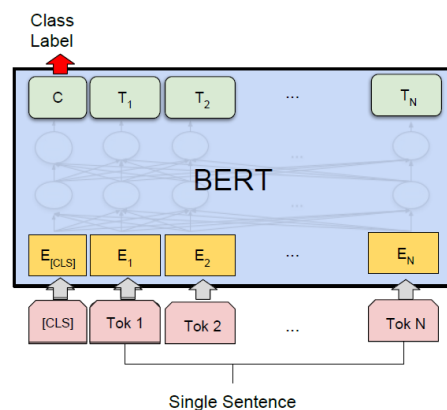 Class
Label
C T1 T2 ... TN
...
...
BERT
E[CLS] E1 E2 ... EN
[CLS] Tok 1 Tok 2 ... Tok N
Single Sentence